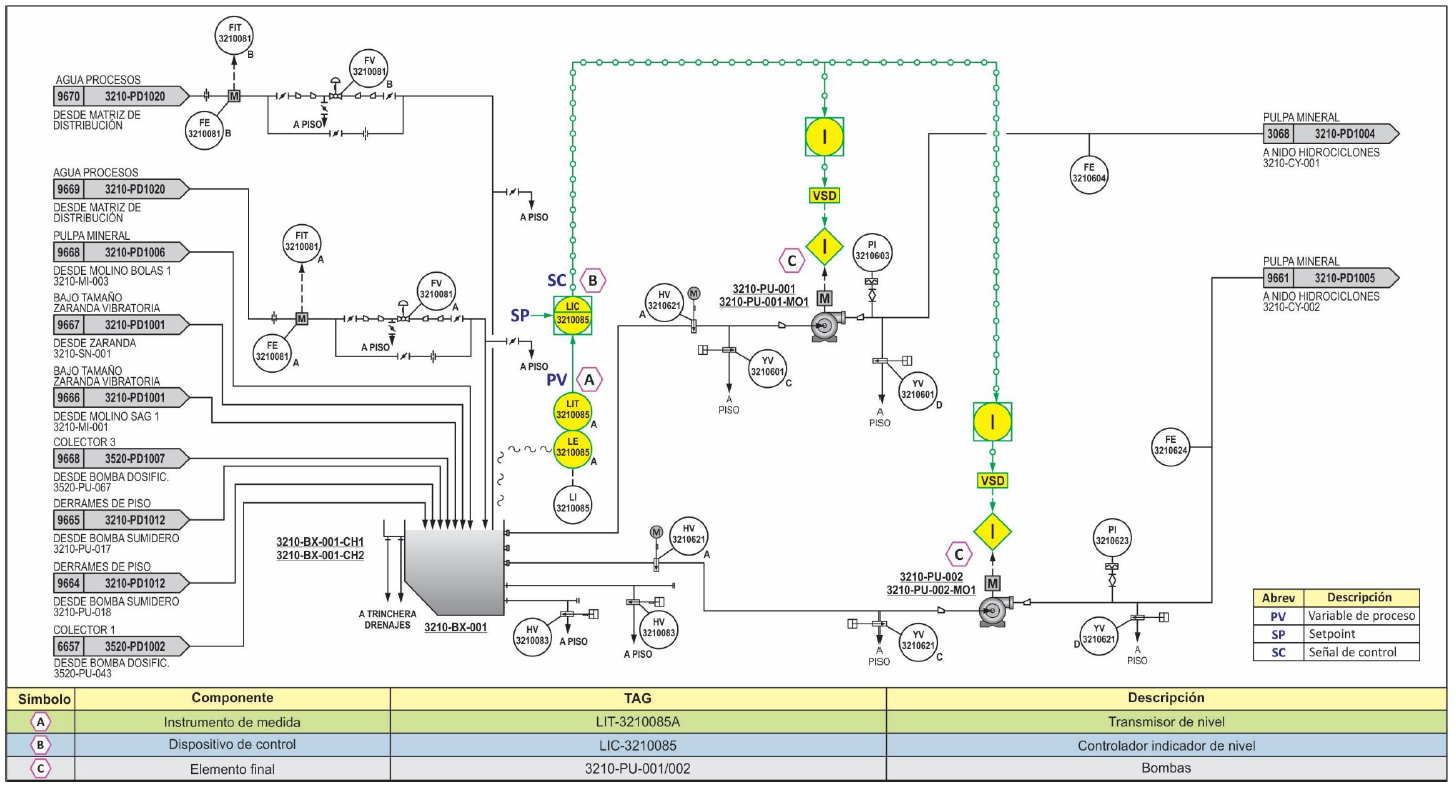 FIT
3210081
B
FV
3210081
B
AGUA PROCESOS
9670 3210-PD1020
M
DESDE MATRIZ DE
DISTRIBUCIÓN
FE
3210081
B
A PISO
AGUA PROCESOS
9669 3210-PD1020
DESDE MATRIZ DE
DISTRIBUCIÓN
A PISO
PULPA MINERAL
9668 3210-PD1006
DESDE MOLINO BOLAS 1
3210-MI-003
FIT
3210081
A
FV
3210081
A
BAJO TAMAÑO
ZARANDA VIBRATORIA
9667 3210-PD1001
DESDE ZARANDA
3210-SN-001
M
FE
3210081
A
A PISO
A PISO
BAJO TAMAÑO
ZARANDA VIBRATORIA
9666 3210-PD1001
DESDE MOLINO SAG 1
3210-MI-001
COLECTOR 3
9668 3520-PD1007
DESDE BOMBA DOSIFIC.
3520-PU-067
DERRAMES DE PISO
9665 3210-PD1012
DESDE BOMBA SUMIDERO
3210-PU-017
DERRAMES DE PISO
9664 3210-PD1012
DESDE BOMBA SUMIDERO
3210-PU-018
COLECTOR 1
6657 3520-PD1002
DESDE BOMBA DOSIFIC.
3520-PU-043
3210-BX-001-CH1
3210-BX-001-CH2
A TRINCHERA
DRENAJES
3210-BX-001
SC
B
SP
LIC
3210085
PV
A
LIT
3210085
A
LE
3210085
A
LI
3210085
HV
3210083
A PISO
HV
3210083
A PISO
I
VSD
I
C
3210-PU-001
3210-PU-001-MO1
M
PI
3210603
HV
3210621
A
M
YV
3210601
C
A
PISO
YV
3210601
D
A
PISO
M
HV
3210621
A
I
VSD
I
C
3210-PU-002
3210-PU-002-MO1
M
PI
3210623
YV
3210621
C
A
PISO
YV
3210621
D
A
PISO
FE
3210604
FE
3210624
PULPA MINERAL
3068 3210-PD1004
A NIDO HIDROCICLONES
3210-CY-001
PULPA MINERAL
9661 3210-PD1005
A NIDO HIDROCICLONES
3210-CY-002
Abrev Descripción
PV Variable de proceso
SP Setpoint
SC Señal de control
Símbolo Componente TAG Descripción
A Instrumento de medida LIT-3210085A Transmisor de nivel
B Dispositivo de control LIC-3210085 Controlador indicador de nivel
C Elemento final 3210-PU-001/002 Bombas